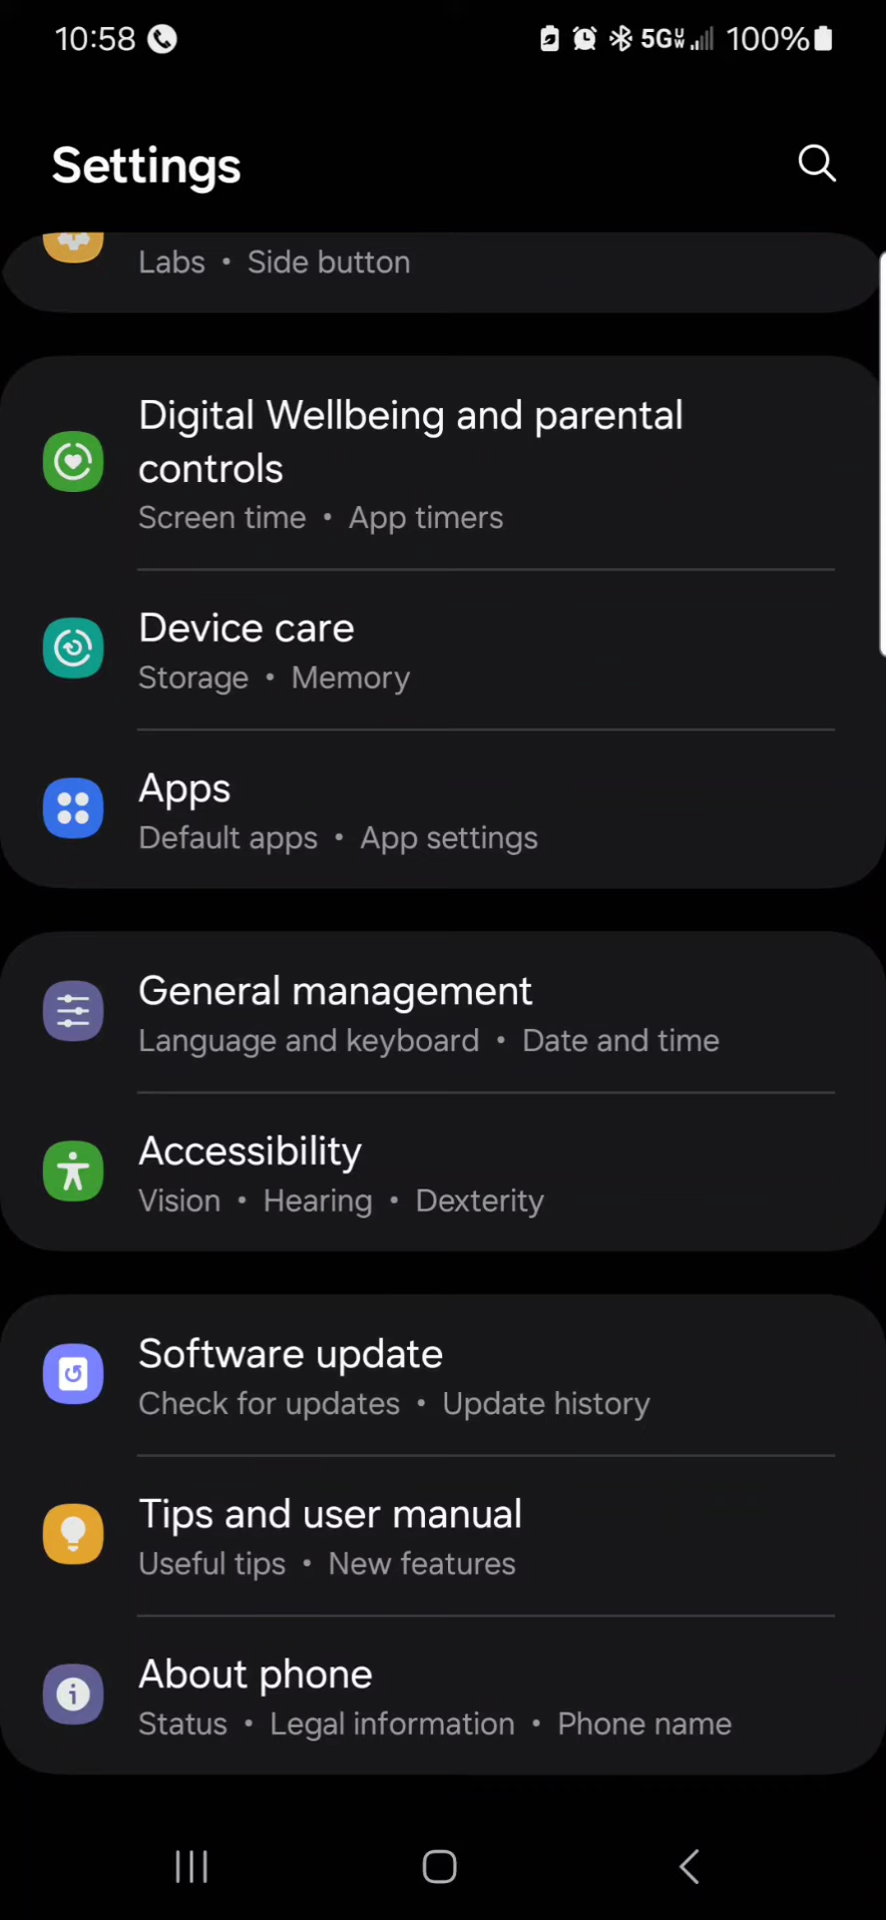 10:58 5G UW 100%
Settings
Labs • Side button
Digital Wellbeing and parental
controls
Screen time • App timers
Device care
Storage • Memory
Apps
Default apps • App settings
General management
Language and keyboard • Date and time
Accessibility
Vision • Hearing • Dexterity
Software update
Check for updates • Update history
Tips and user manual
Useful tips • New features
About phone
Status • Legal information • Phone name